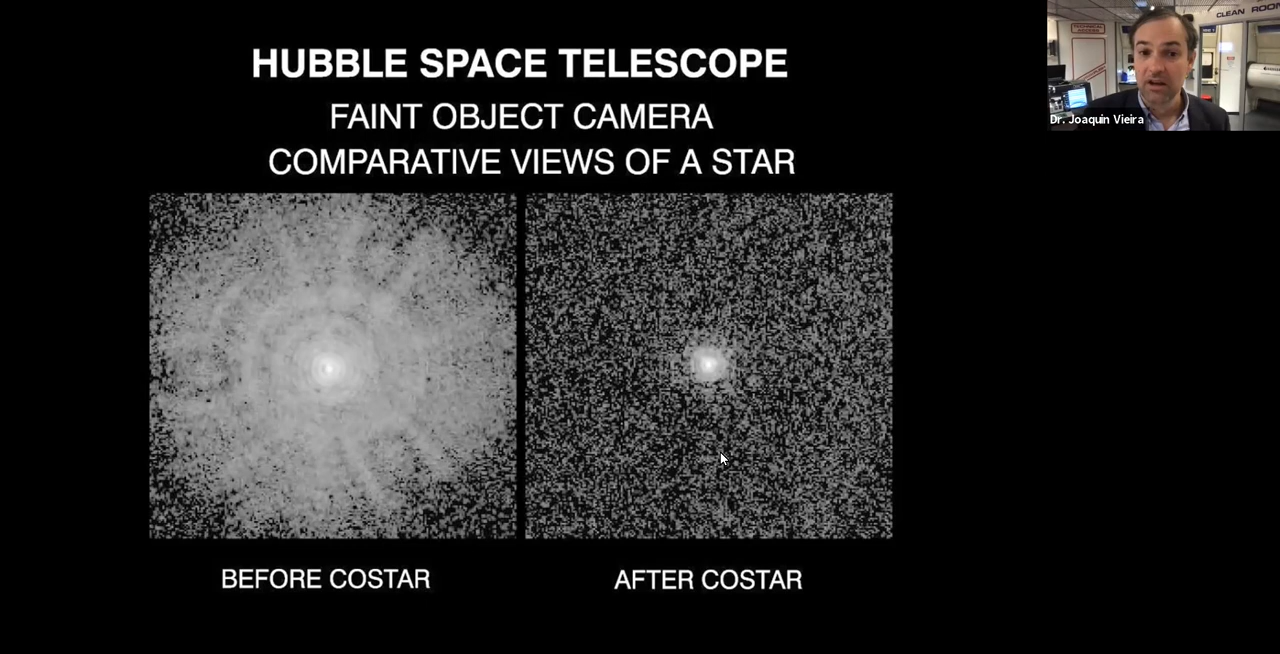 HUBBLE SPACE TELESCOPE
FAINT OBJECT CAMERA
COMPARATIVE VIEWS OF A STAR
BEFORE COSTAR
AFTER COSTAR
CLEAN ROOM
Dr. Joaquin Vieira